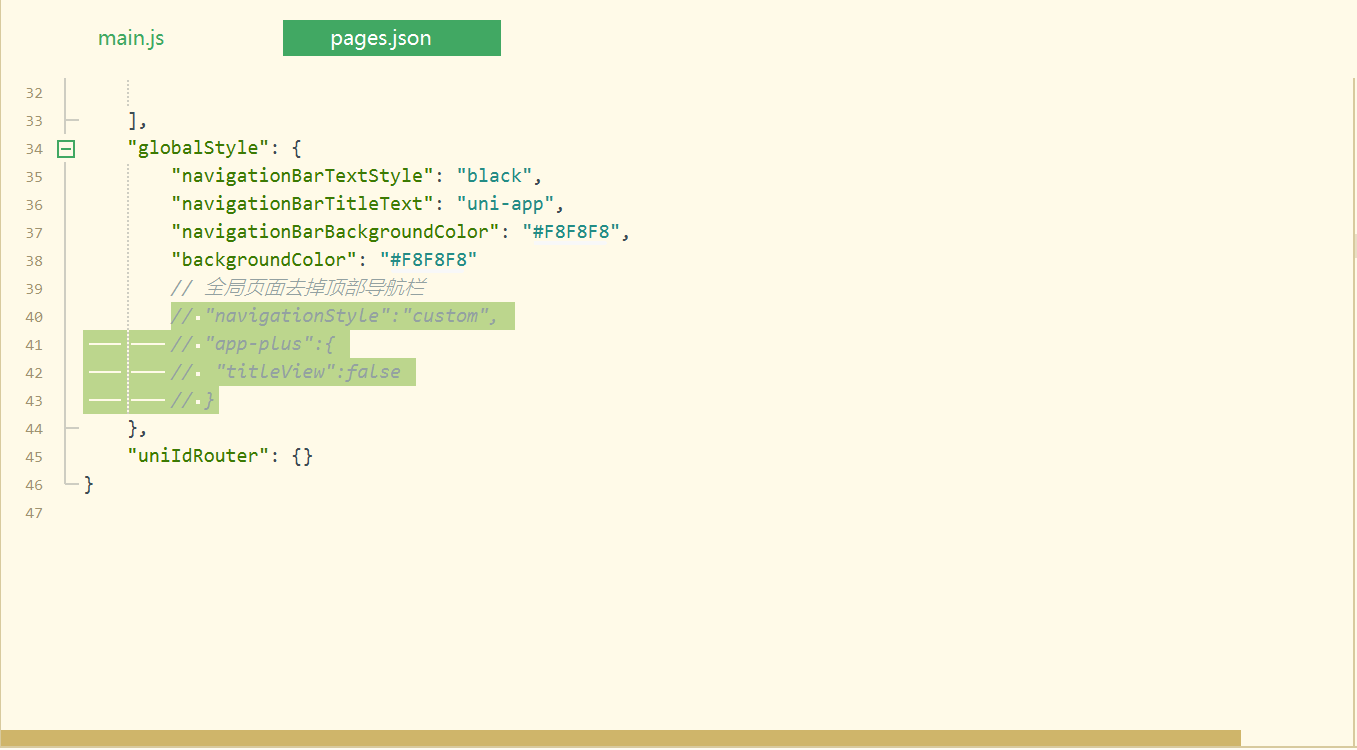 main.js
pages.json
32
33 ],
34 "globalStyle": {
35 "navigationBarTextStyle": "black",
36 "navigationBarTitleText": "uni-app",
37 "navigationBarBackgroundColor": "#F8F8F8",
38 "backgroundColor": "#F8F8F8"
39 // 全局页面去掉顶部导航栏
40 // "navigationStyle":"custom",
41 // "app-plus":{
42 //  "titleView":false
43 // }
44 },
45 "uniIdRouter": {}
46 }
47